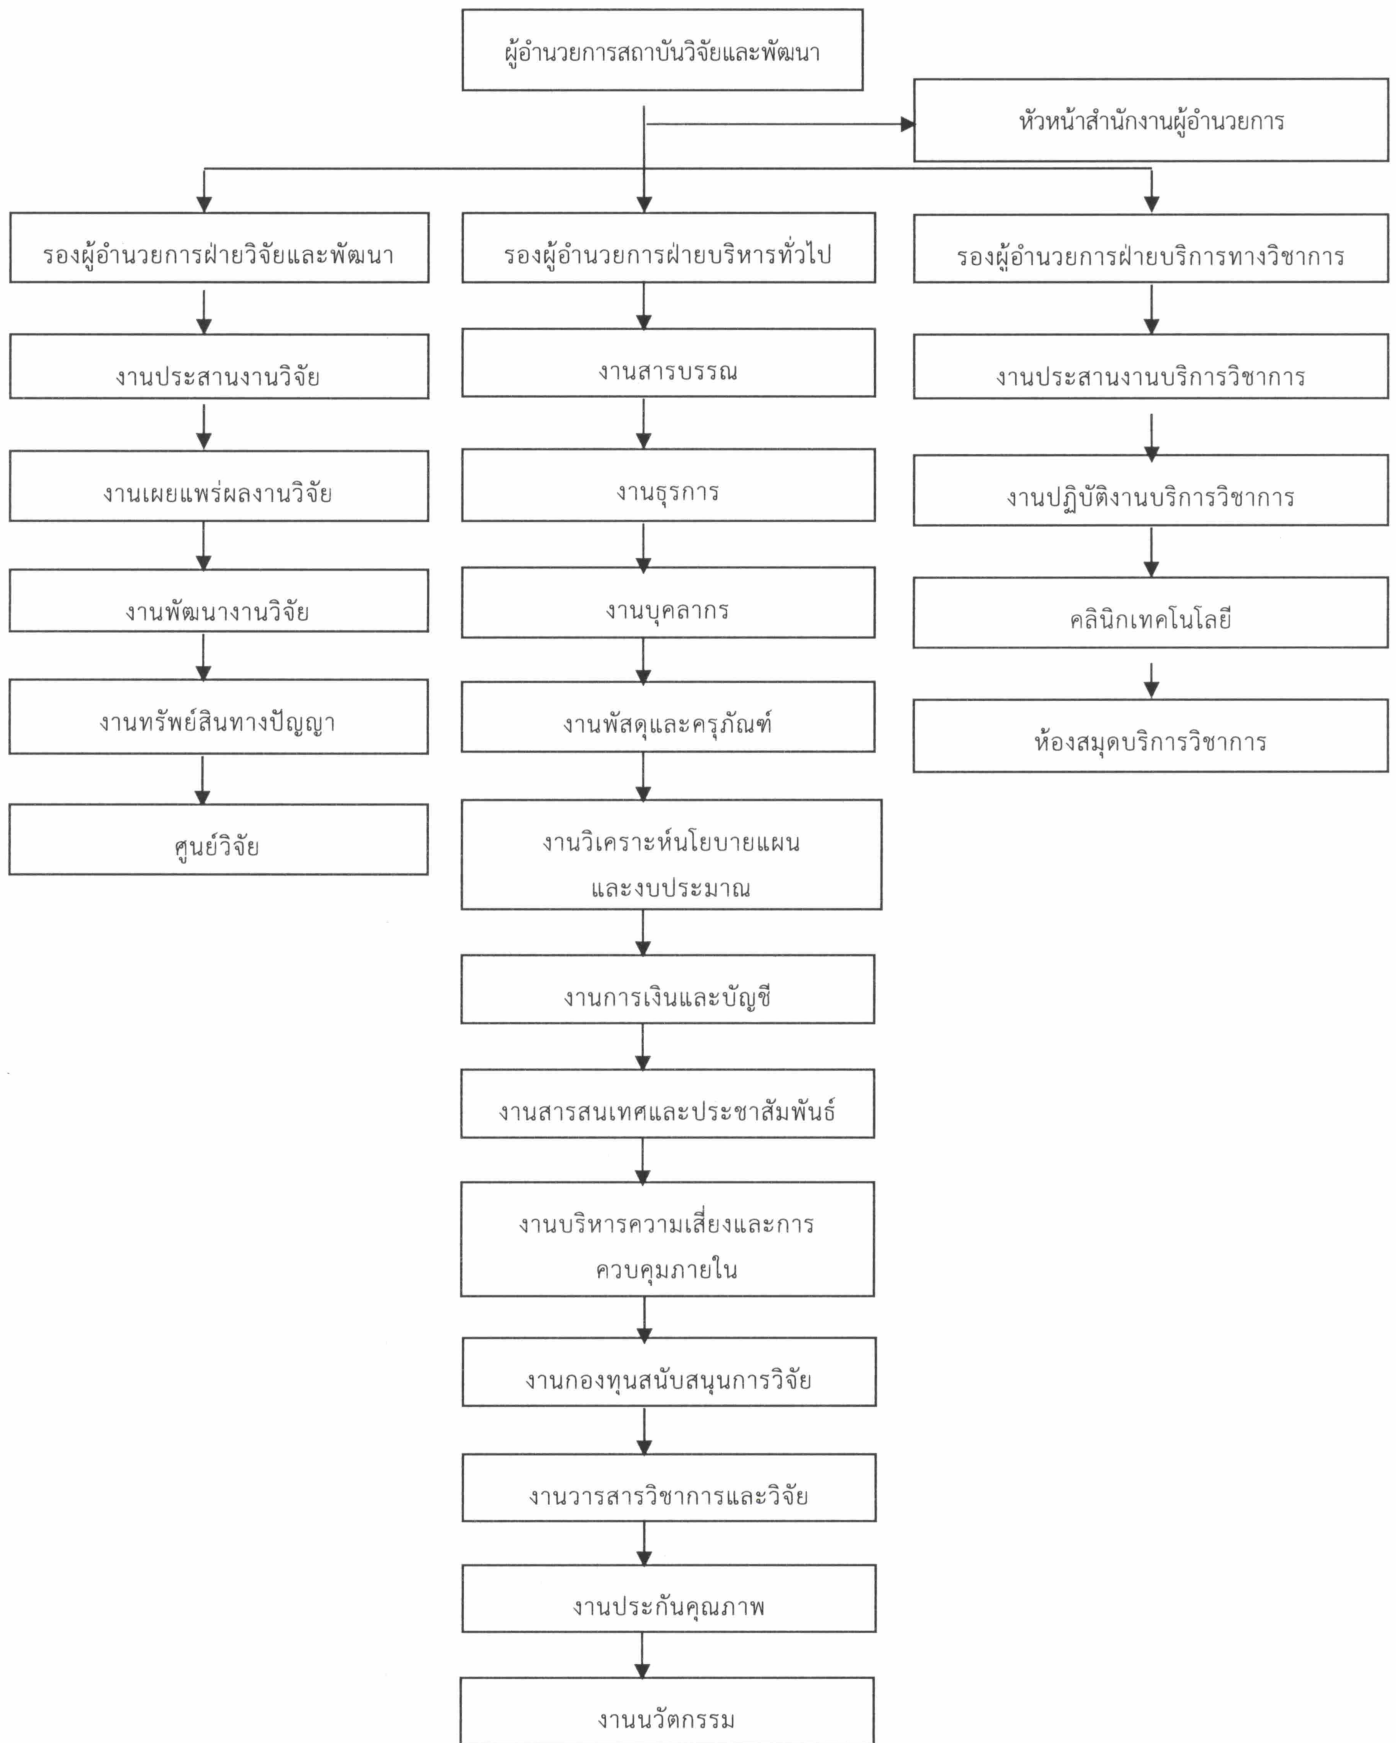 ผู้อำนวยการสถาบันวิจัยและพัฒนา
หัวหน้าสำนักงานผู้อำนวยการ
รองผู้อำนวยการฝ่ายวิจัยและพัฒนา
งานประสานงานวิจัย
งานเผยแพร่ผลงานวิจัย
งานพัฒนางานวิจัย
งานทรัพย์สินทางปัญญา
ศูนย์วิจัย
รองผู้อำนวยการฝ่ายบริหารทั่วไป
งานสารบรรณ
งานธุรการ
งานบุคลากร
งานพัสดุและครุภัณฑ์
งานวิเคราะห์นโยบายแผน
และงบประมาณ
งานการเงินและบัญชี
งานสารสนเทศและประชาสัมพันธ์
งานบริหารความเสี่ยงและการ
ควบคุมภายใน
งานกองทุนสนับสนุนการวิจัย
งานวารสารวิชาการและวิจัย
งานประกันคุณภาพ
งานนวัตกรรม
รองผู้อำนวยการฝ่ายบริการทางวิชาการ
งานประสานงานบริการวิชาการ
งานปฏิบัติงานบริการวิชาการ
คลินิกเทคโนโลยี
ห้องสมุดบริการวิชาการ